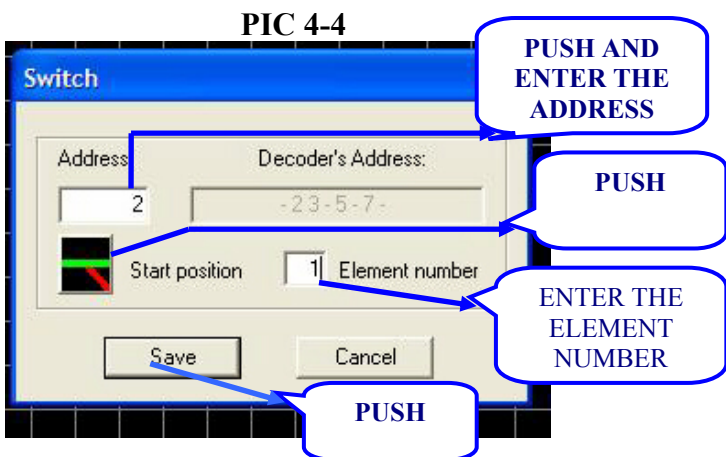 PIC 4-4
PUSH AND
ENTER THE
ADDRESS
Switch
Address
Decoder's Address:
PUSH
2
- 2 3 - 5 - 7 -
Start position
1
Element number
ENTER THE
ELEMENT
NUMBER
Save
Cancel
PUSH